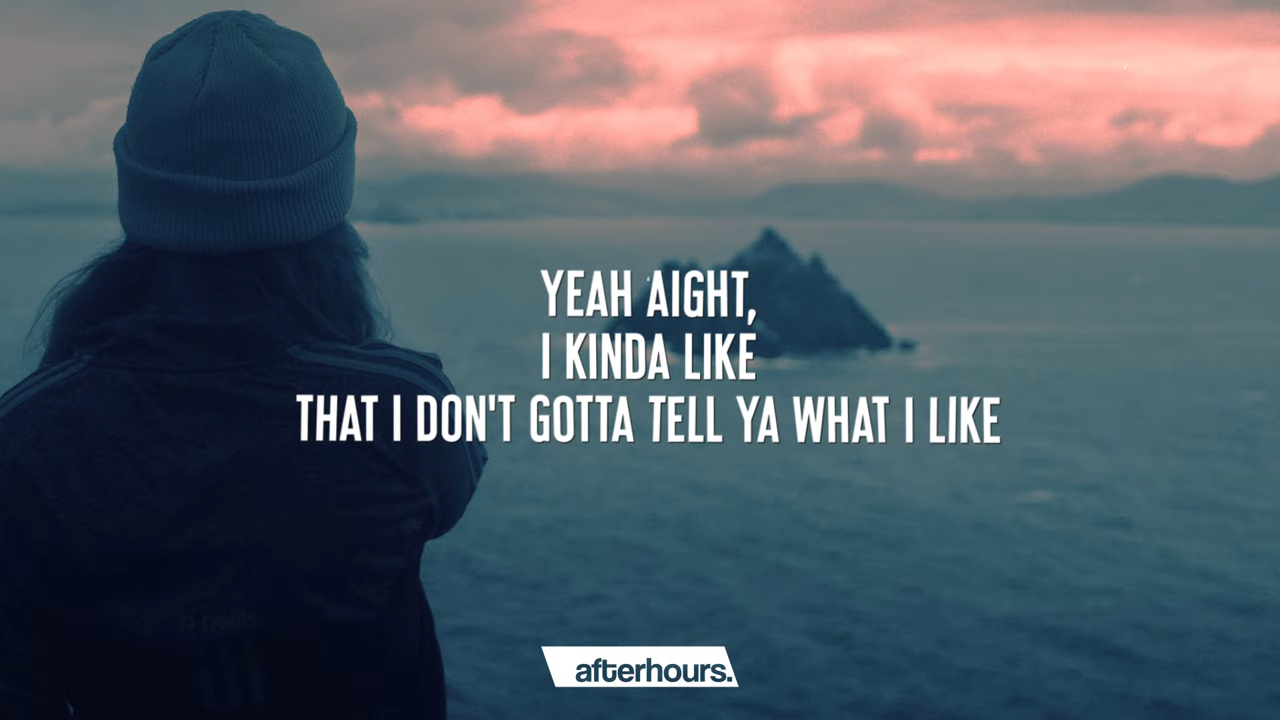 YEAH AIGHT,
I KINDA LIKE
THAT I DON'T GOTTA TELL YA WHAT I LIKE
afterhours.